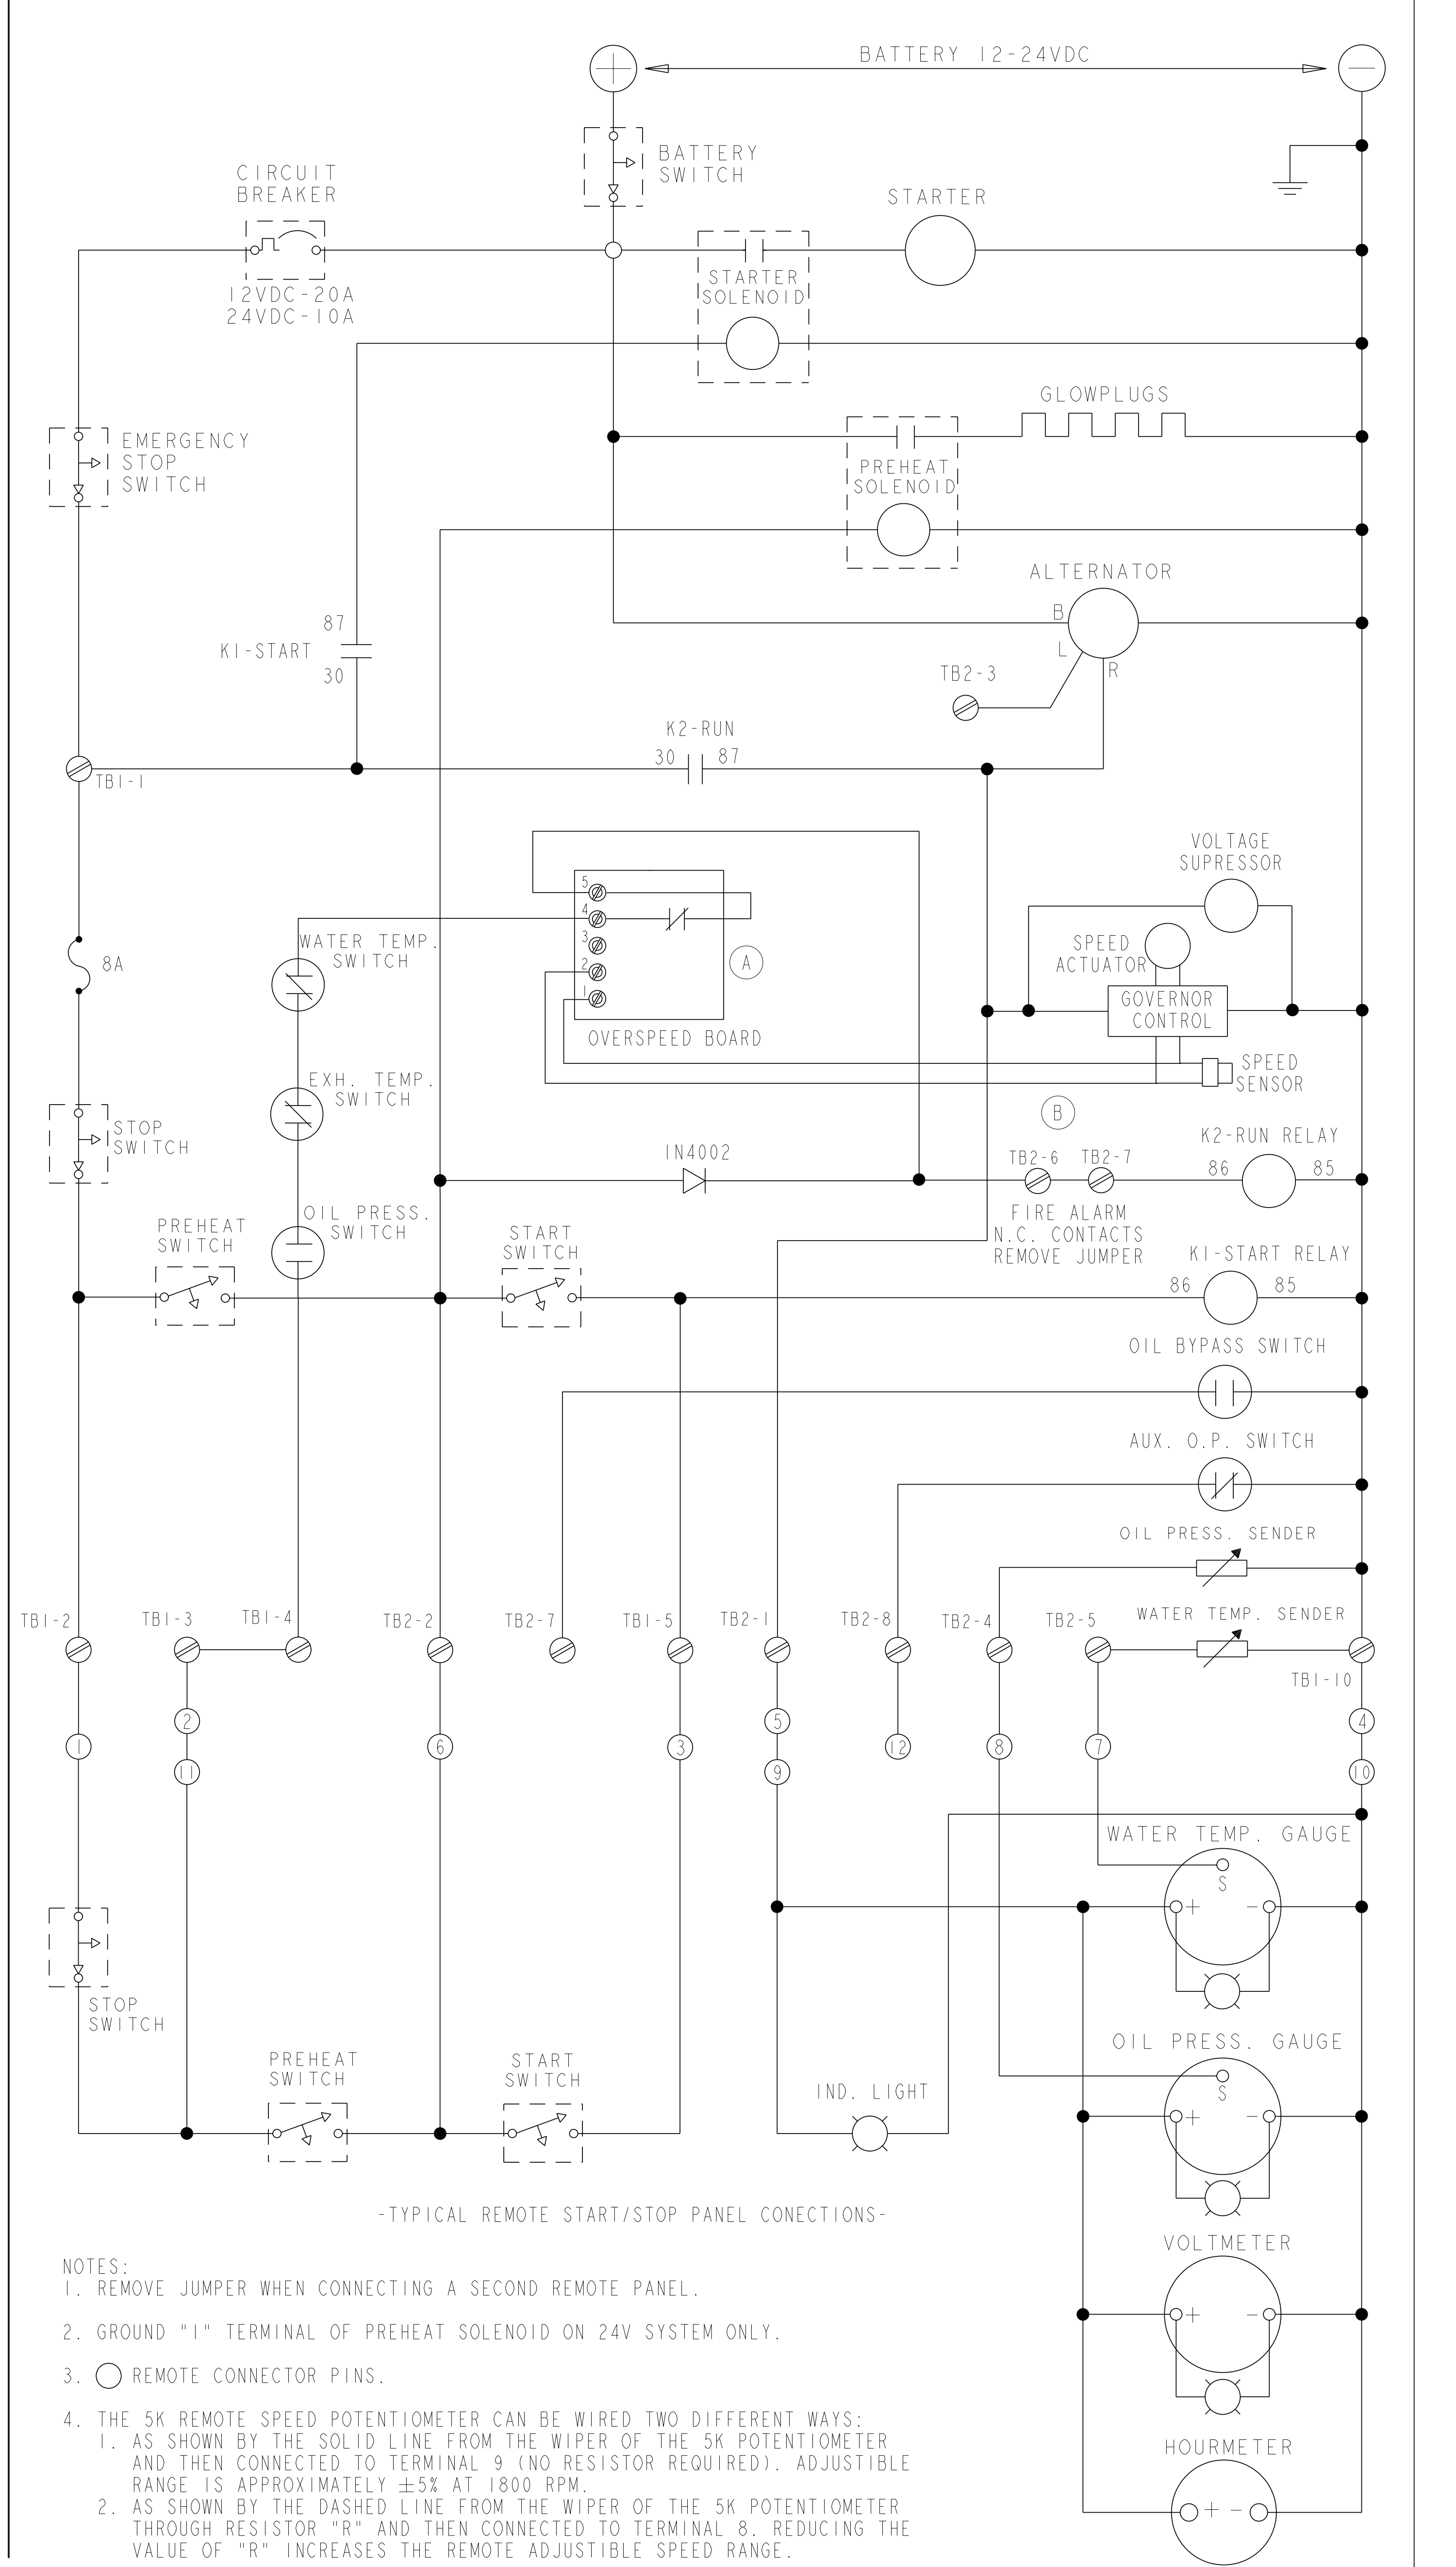 BATTERY 12-24VDC
BATTERY
SWITCH
CIRCUIT
BREAKER
12VDC-20A
24VDC-10A
STARTER
STARTER
SOLENOID
GLOWPLUGS
EMERGENCY
STOP
SWITCH
PREHEAT
SOLENOID
ALTERNATOR
B
L
R
87
K1-START
30
TB2-3
K2-RUN
30 87
TB1-1
VOLTAGE
SUPRESSOR
5
4
3
2
1
A
WATER TEMP.
SWITCH
8A
SPEED
ACTUATOR
GOVERNOR
CONTROL
OVERSPEED BOARD
SPEED
SENSOR
EXH. TEMP.
SWITCH
B
STOP
SWITCH
IN4002
TB2-6 TB2-7
K2-RUN RELAY
86 85
FIRE ALARM
N.C. CONTACTS
REMOVE JUMPER
OIL PRESS.
SWITCH
PREHEAT
SWITCH
START
SWITCH
K1-START RELAY
86 85
OIL BYPASS SWITCH
AUX. O.P. SWITCH
OIL PRESS. SENDER
WATER TEMP. SENDER
TB1-2 TB1-3 TB1-4 TB2-2 TB2-7 TB1-5 TB2-1 TB2-8 TB2-4 TB2-5
TB1-10
2 5 4
1 6 3 12 8 7
11 9 10
WATER TEMP. GAUGE
S
+ -
STOP
SWITCH
OIL PRESS. GAUGE
S
+ -
PREHEAT
SWITCH
START
SWITCH
IND. LIGHT
-TYPICAL REMOTE START/STOP PANEL CONECTIONS-
VOLTMETER
+ -
HOURMETER
+ -
NOTES:
1. REMOVE JUMPER WHEN CONNECTING A SECOND REMOTE PANEL.
2. GROUND "I" TERMINAL OF PREHEAT SOLENOID ON 24V SYSTEM ONLY.
3. REMOTE CONNECTOR PINS.
4. THE 5K REMOTE SPEED POTENTIOMETER CAN BE WIRED TWO DIFFERENT WAYS:
1. AS SHOWN BY THE SOLID LINE FROM THE WIPER OF THE 5K POTENTIOMETER
AND THEN CONNECTED TO TERMINAL 9 (NO RESISTOR REQUIRED). ADJUSTIBLE
RANGE IS APPROXIMATELY ±5% AT 1800 RPM.
2. AS SHOWN BY THE DASHED LINE FROM THE WIPER OF THE 5K POTENTIOMETER
THROUGH RESISTOR "R" AND THEN CONNECTED TO TERMINAL 8. REDUCING THE
VALUE OF "R" INCREASES THE REMOTE ADJUSTIBLE SPEED RANGE.